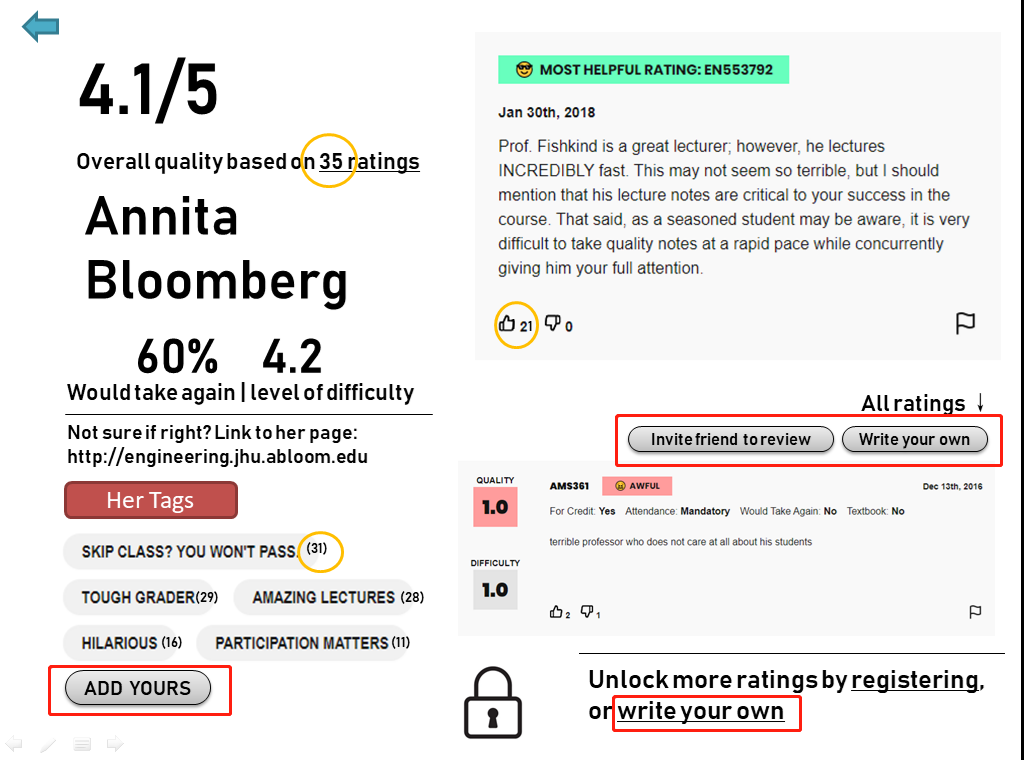 4.1/5
Overall quality based on 35 ratings
Annita
Bloomberg
60% 4.2
Would take again | level of difficulty
Not sure if right? Link to her page:
http://engineering.jhu.abloom.edu
Her Tags
SKIP CLASS? YOU WON'T PASS. (31)
TOUGH GRADER (29) AMAZING LECTURES (28)
HILARIOUS (16) PARTICIPATION MATTERS (11)
ADD YOURS
MOST HELPFUL RATING: EN553792
Jan 30th, 2018
Prof. Fishkind is a great lecturer; however, he lectures
INCREDIBLY fast. This may not seem so terrible, but I should
mention that his lecture notes are critical to your success in the
course. That said, as a seasoned student may be aware, it is very
difficult to take quality notes at a rapid pace while concurrently
giving him your full attention.
21 0
All ratings ↓
Invite friend to review Write your own
QUALITY
1.0
DIFFICULTY
1.0
AMS361 AWFUL Dec 13th, 2016
For Credit: Yes Attendance: Mandatory Would Take Again: No Textbook: No
terrible professor who does not care at all about his students
2 1
Unlock more ratings by registering,
or write your own